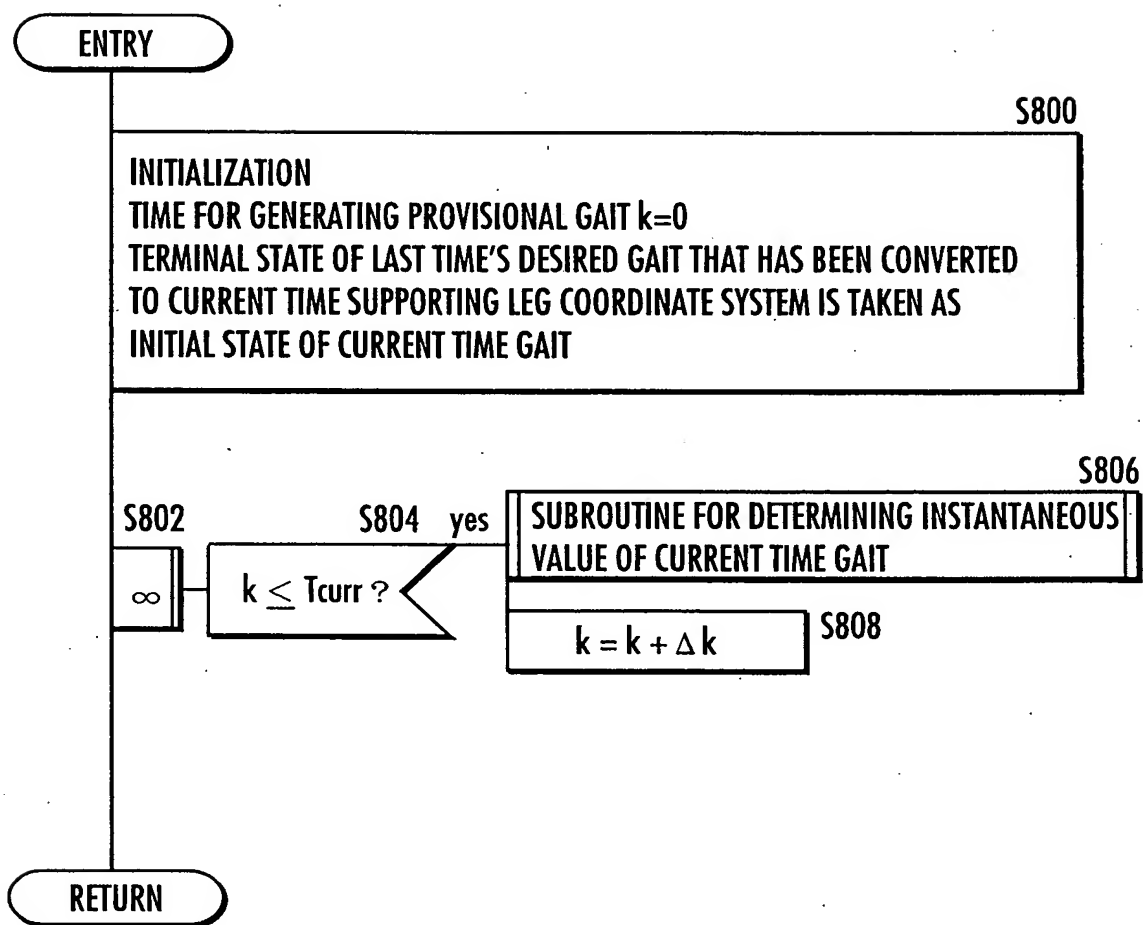 ENTRY
S800
INITIALIZATION
TIME FOR GENERATING PROVISIONAL GAIT k=0
TERMINAL STATE OF LAST TIME'S DESIRED GAIT THAT HAS BEEN CONVERTED
TO CURRENT TIME SUPPORTING LEG COORDINATE SYSTEM IS TAKEN AS
INITIAL STATE OF CURRENT TIME GAIT
S802
∞
S804 yes
k ≤ Tcurr ?
S806
SUBROUTINE FOR DETERMINING INSTANTANEOUS
VALUE OF CURRENT TIME GAIT
S808
k = k + Δ k
RETURN